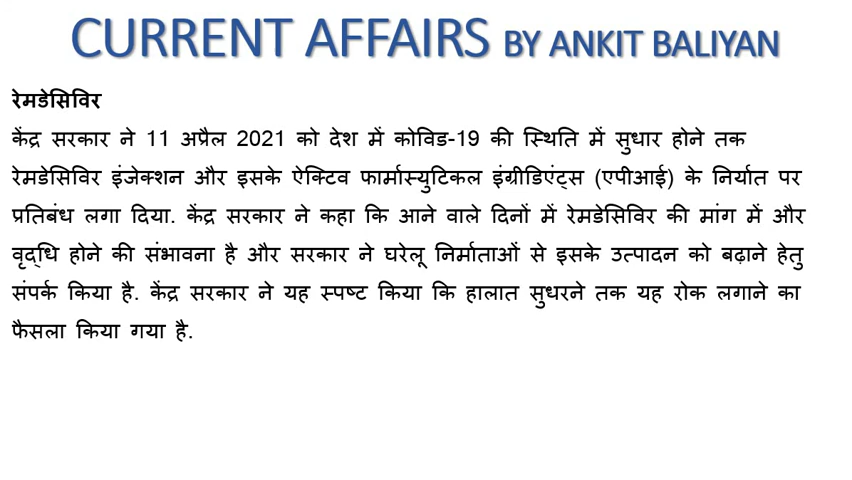 CURRENT AFFAIRS BY ANKIT BALIYAN
रेमडेसिविर
केंद्र सरकार ने 11 अप्रैल 2021 को देश में कोविड-19 की स्थिति में सुधार होने तक
रेमडेसिविर इंजेक्शन और इसके ऐक्टिव फार्मास्युटिकल इंग्रीडिएंट्स (एपीआई) के निर्यात पर
प्रतिबंध लगा दिया. केंद्र सरकार ने कहा कि आने वाले दिनों में रेमडेसिविर की मांग में और
वृद्धि होने की संभावना है और सरकार ने घरेलू निर्माताओं से इसके उत्पादन को बढ़ाने हेतु
संपर्क किया है. केंद्र सरकार ने यह स्पष्ट किया कि हालात सुधरने तक यह रोक लगाने का
फैसला किया गया है.